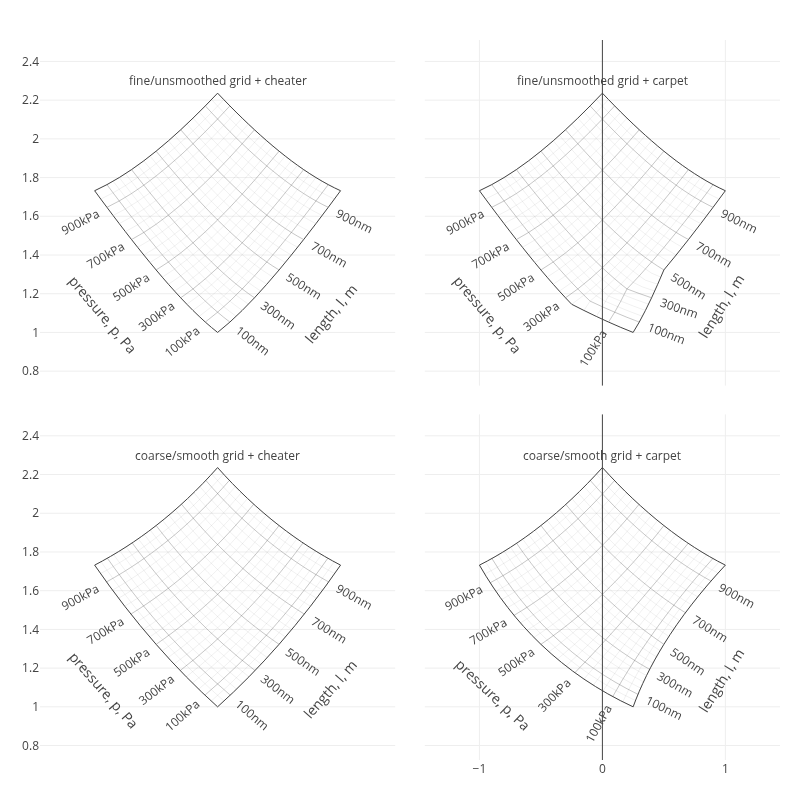 fine/unsmoothed grid + cheater
2.4
2.2
2
1.8
1.6
1.4
1.2
1
0.8
900kPa
700kPa
500kPa
300kPa
100kPa
pressure, p, Pa
900nm
700nm
500nm
300nm
100nm
length, l, m
fine/unsmoothed grid + carpet
900kPa
700kPa
500kPa
300kPa
100kPa
pressure, p, Pa
900nm
700nm
500nm
300nm
100nm
length, l, m
coarse/smooth grid + cheater
2.4
2.2
2
1.8
1.6
1.4
1.2
1
0.8
900kPa
700kPa
500kPa
300kPa
100kPa
pressure, p, Pa
900nm
700nm
500nm
300nm
100nm
length, l, m
coarse/smooth grid + carpet
900kPa
700kPa
500kPa
300kPa
100kPa
pressure, p, Pa
900nm
700nm
500nm
300nm
100nm
length, l, m
−1
0
1